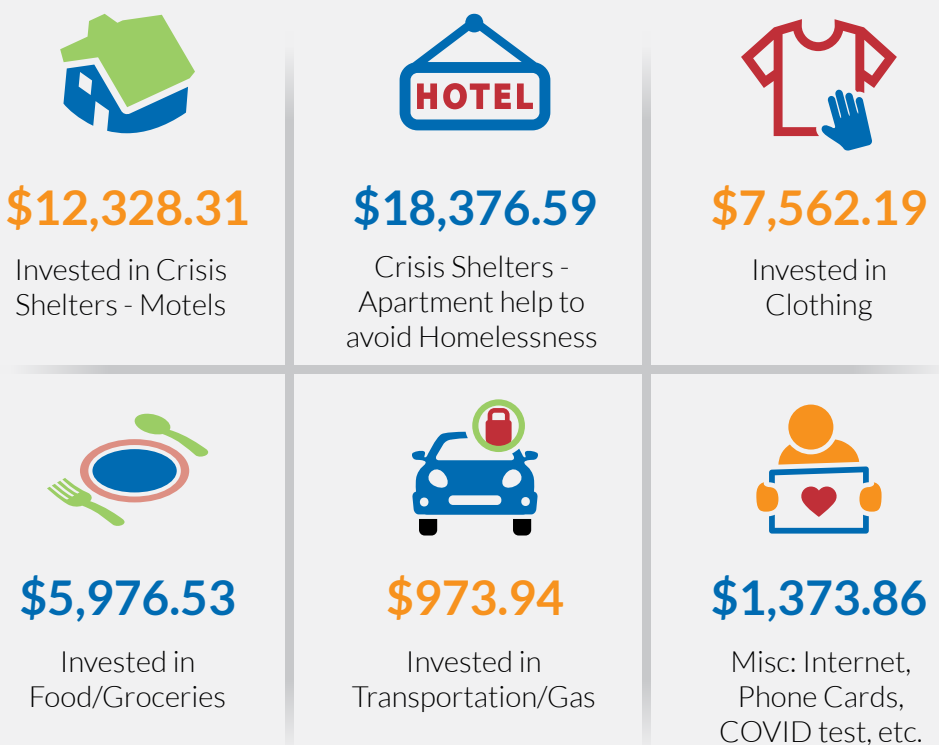 HOTEL
$12,328.31
Invested in Crisis
Shelters - Motels
$18,376.59
Crisis Shelters -
Apartment help to
avoid Homelessness
$7,562.19
Invested in
Clothing
$5,976.53
Invested in
Food/Groceries
$973.94
Invested in
Transportation/Gas
$1,373.86
Misc: Internet,
Phone Cards,
COVID test, etc.